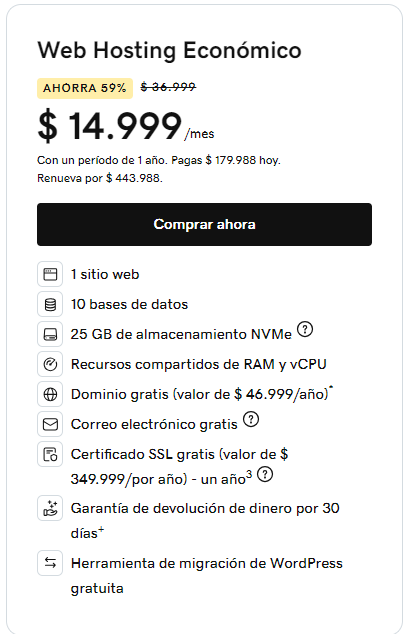 Web Hosting Económico
AHORRA 59% $ 36.999
$ 14.999/mes
Con un período de 1 año. Pagas $ 179.988 hoy.
Renueva por $ 443.988.
Comprar ahora
1 sitio web
10 bases de datos
25 GB de almacenamiento NVMe ?
Recursos compartidos de RAM y vCPU
Dominio gratis (valor de $ 46.999/año)*
Correo electrónico gratis ?
Certificado SSL gratis (valor de $
349.999/por año) - un año³ ?
Garantía de devolución de dinero por 30
días+
Herramienta de migración de WordPress
gratuita